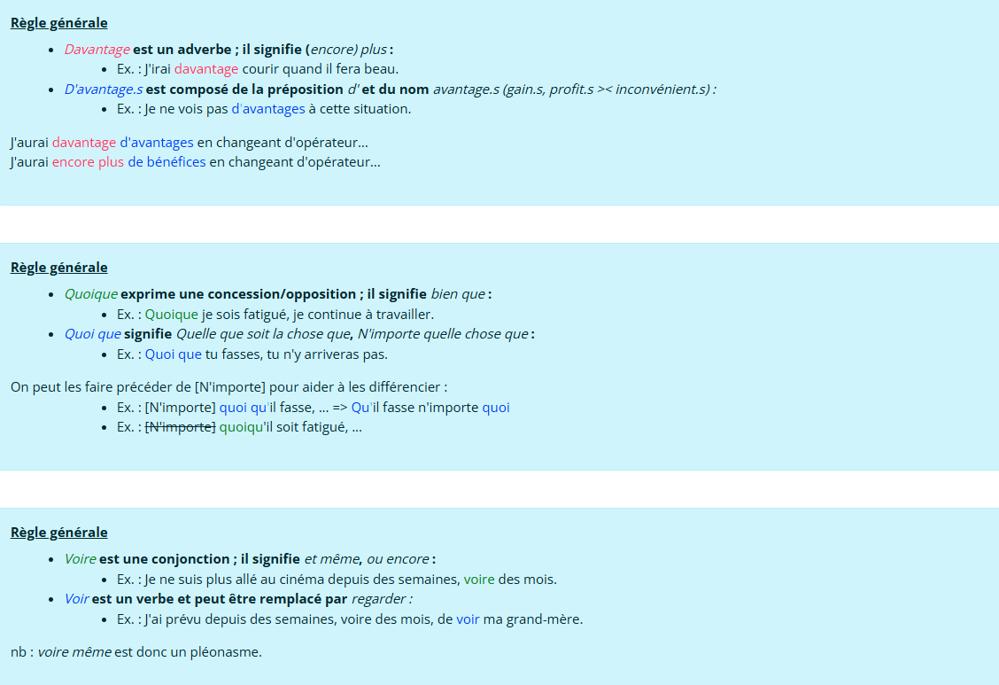 Règle générale
• Davantage est un adverbe ; il signifie (encore) plus :
• Ex. : J'irai davantage courir quand il fera beau.
• D'avantage.s est composé de la préposition d' et du nom avantage.s (gain.s, profit.s >< inconvénient.s) :
• Ex. : Je ne vois pas d'avantages à cette situation.
J'aurai davantage d'avantages en changeant d'opérateur...
J'aurai encore plus de bénéfices en changeant d'opérateur...
Règle générale
• Quoique exprime une concession/opposition ; il signifie bien que :
• Ex. : Quoique je sois fatigué, je continue à travailler.
• Quoi que signifie Quelle que soit la chose que, N'importe quelle chose que :
• Ex. : Quoi que tu fasses, tu n'y arriveras pas.
On peut les faire précéder de [N'importe] pour aider à les différencier :
• Ex. : [N'importe] quoi qu'il fasse, ... => Qu'il fasse n'importe quoi
• Ex. : [N'importe] quoiqu'il soit fatigué, ...
Règle générale
• Voire est une conjonction ; il signifie et même, ou encore :
• Ex. : Je ne suis plus allé au cinéma depuis des semaines, voire des mois.
• Voir est un verbe et peut être remplacé par regarder :
• Ex. : J'ai prévu depuis des semaines, voire des mois, de voir ma grand-mère.
nb : voire même est donc un pléonasme.